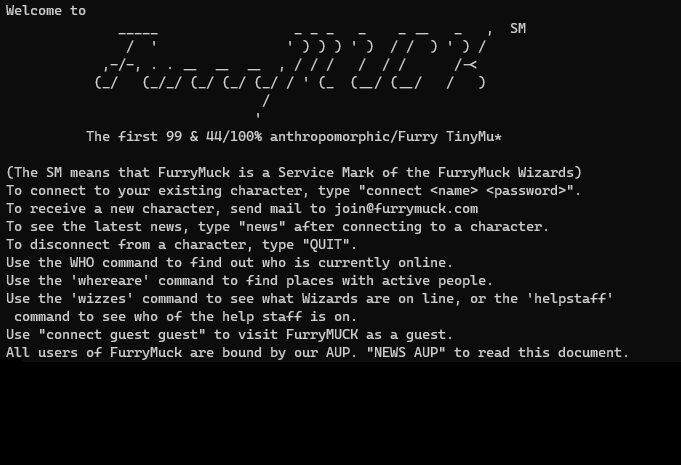 Welcome to
FurryMUCK SM
The first 99 & 44/100% anthropomorphic/Furry TinyMu*
(The SM means that FurryMuck is a Service Mark of the FurryMuck Wizards)
To connect to your existing character, type "connect <name> <password>".
To receive a new character, send mail to join@furrymuck.com
To see the latest news, type "news" after connecting to a character.
To disconnect from a character, type "QUIT".
Use the WHO command to find out who is currently online.
Use the 'whereare' command to find places with active people.
Use the 'wizzes' command to see what Wizards are on line, or the 'helpstaff'
command to see who of the help staff is on.
Use "connect guest guest" to visit FurryMUCK as a guest.
All users of FurryMuck are bound by our AUP. "NEWS AUP" to read this document.